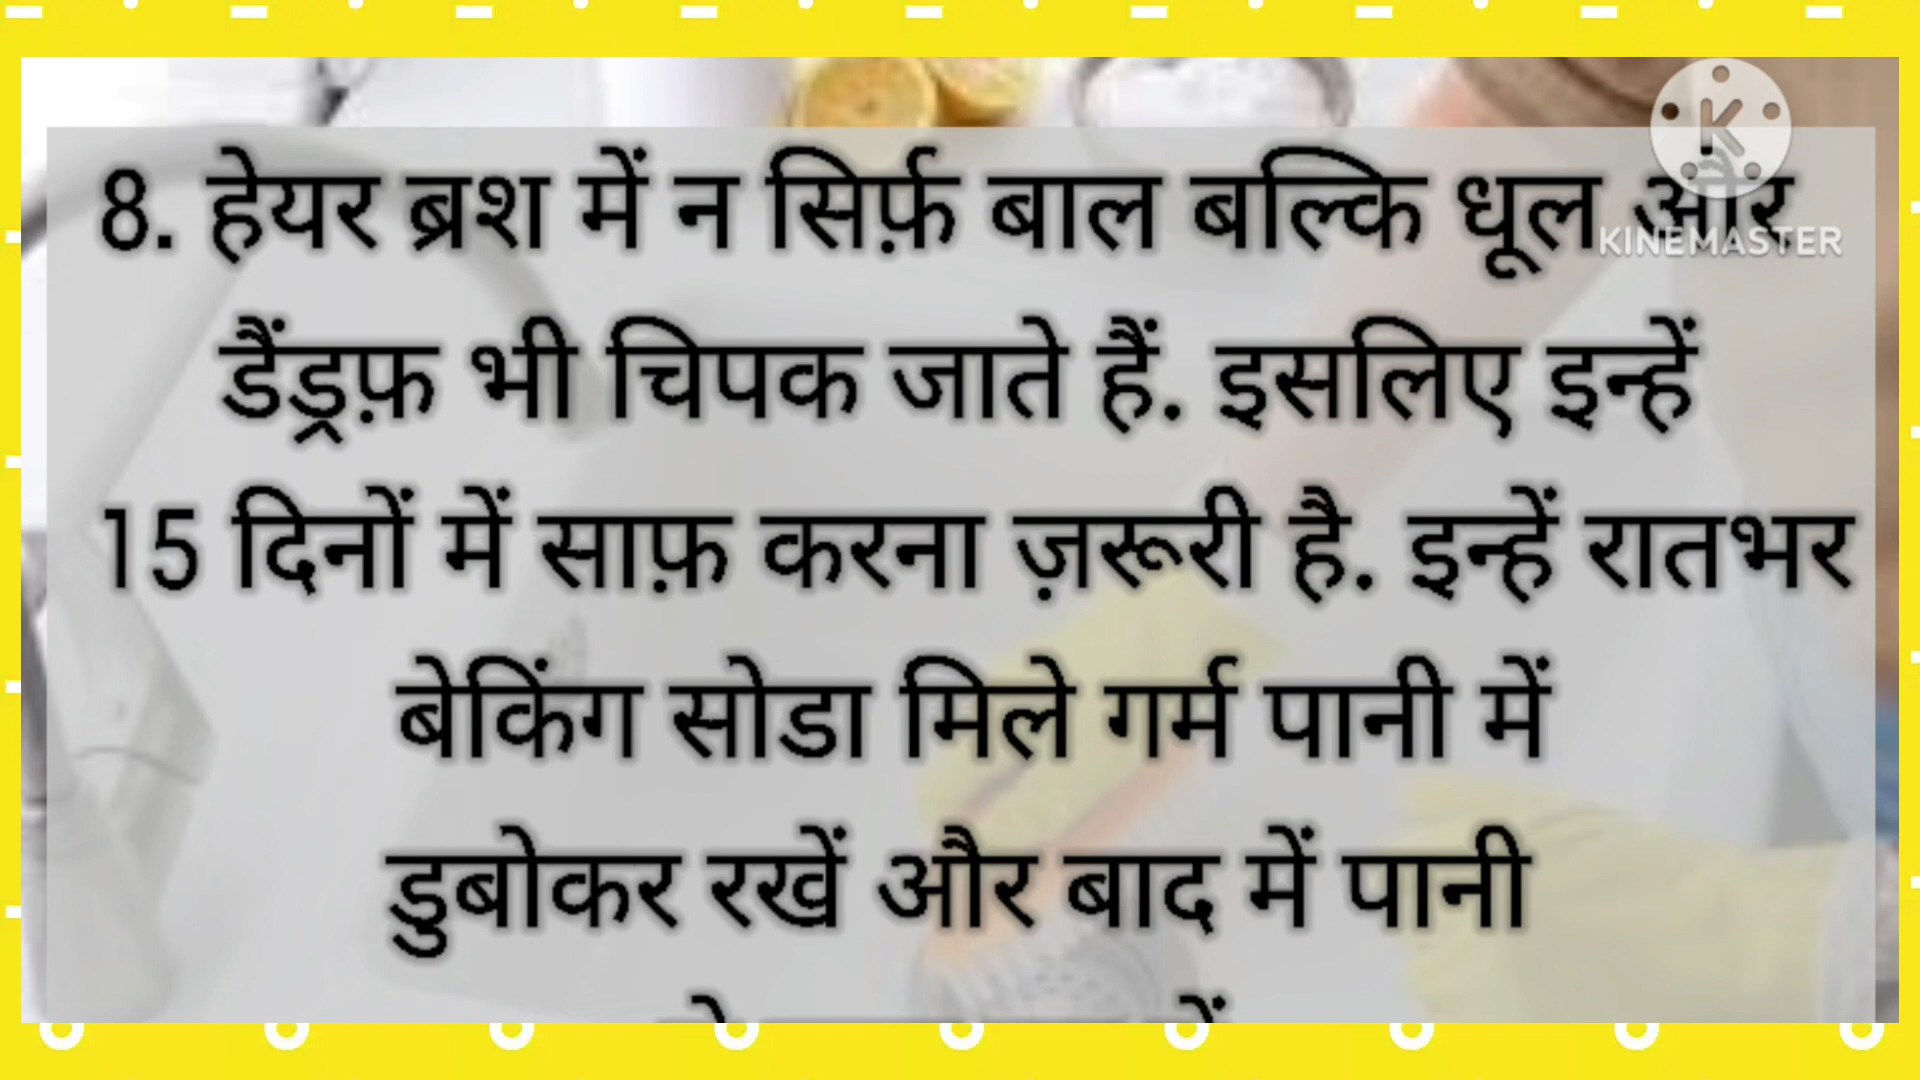 8. हेयर ब्रश में न सिर्फ़ बाल बल्कि धूल और
KINEMASTER
डैंड्रफ़ भी चिपक जाते हैं. इसलिए इन्हें
15 दिनों में साफ़ करना ज़रूरी है. इन्हें रातभर
बेकिंग सोडा मिले गर्म पानी में
डुबोकर रखें और बाद में पानी